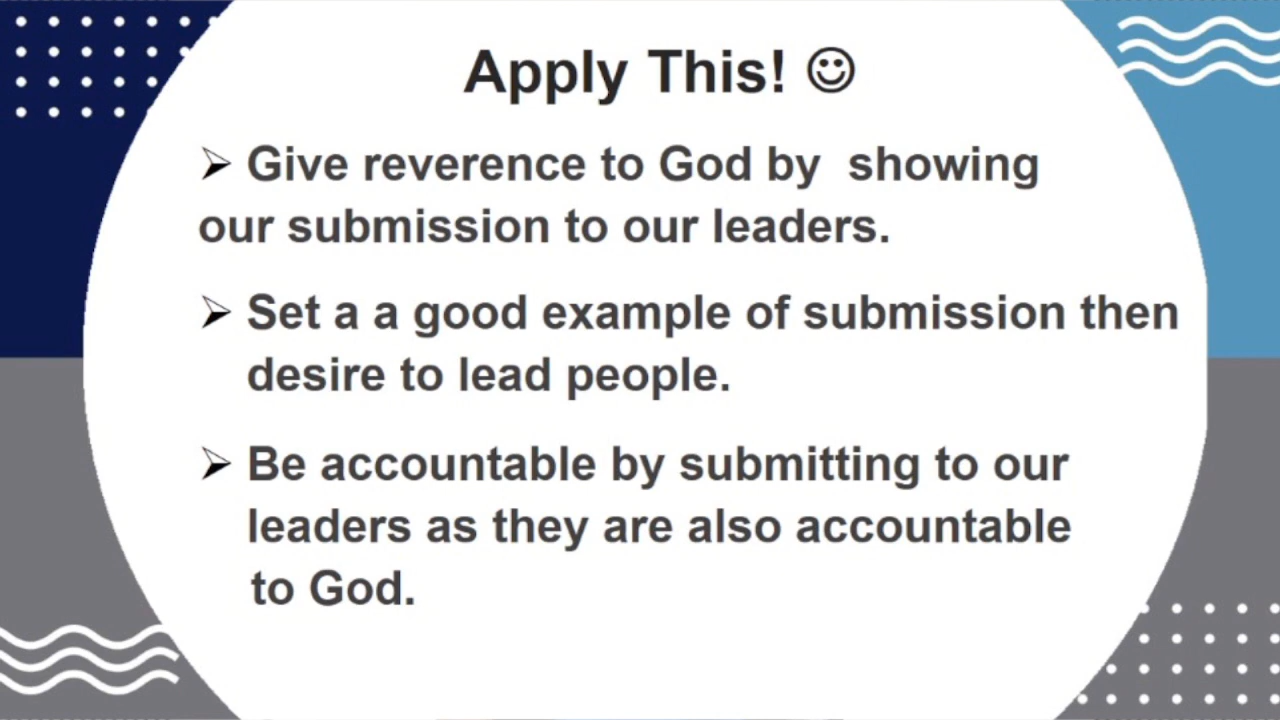 Apply This! ☺
➢ Give reverence to God by  showing
our submission to our leaders.
➢ Set a a good example of submission then
desire to lead people.
➢ Be accountable by submitting to our
leaders as they are also accountable
to God.